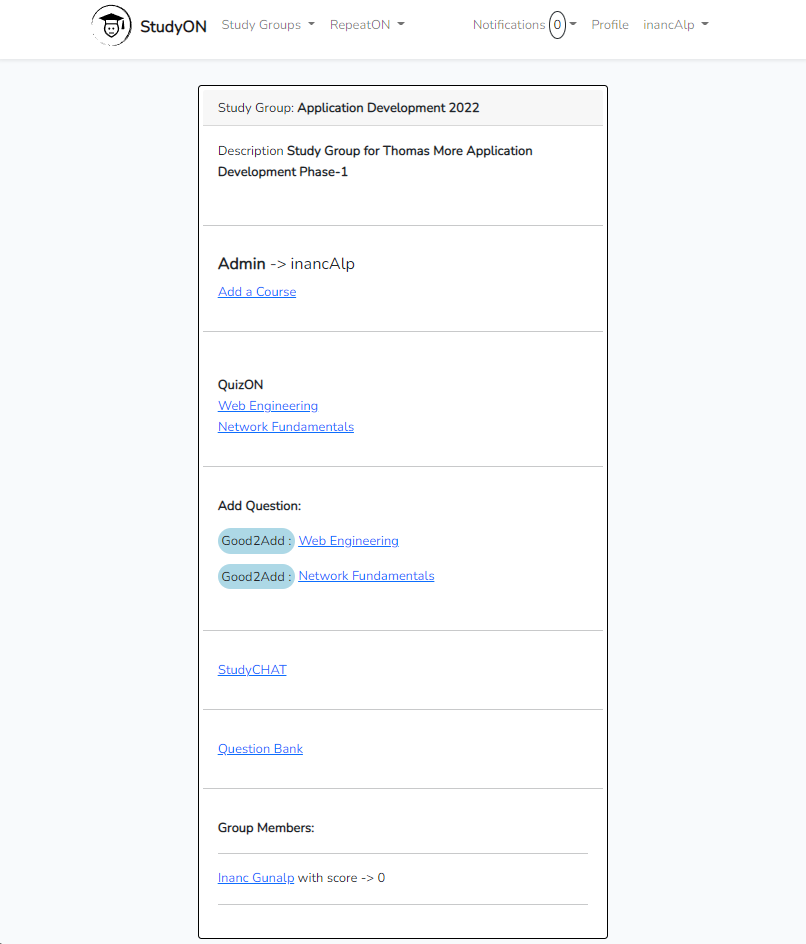 StudyON Study Groups RepeatON Notifications 0 Profile inancAlp
Study Group: Application Development 2022
Description Study Group for Thomas More Application
Development Phase-1
Admin -> inancAlp
Add a Course
QuizON
Web Engineering
Network Fundamentals
Add Question:
Good2Add : Web Engineering
Good2Add : Network Fundamentals
StudyCHAT
Question Bank
Group Members:
Inanc Gunalp with score -> 0